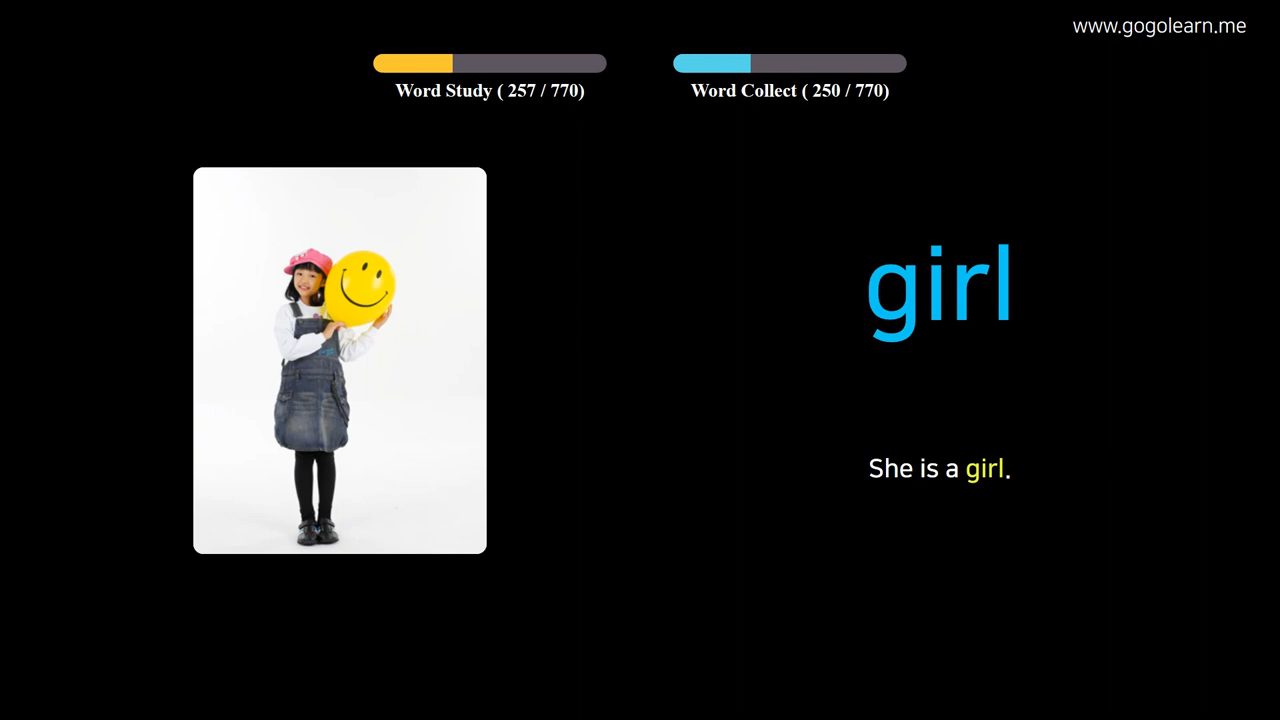 www.gogolearn.me
Word Study ( 257 / 770)
Word Collect ( 250 / 770)
girl
She is a girl.